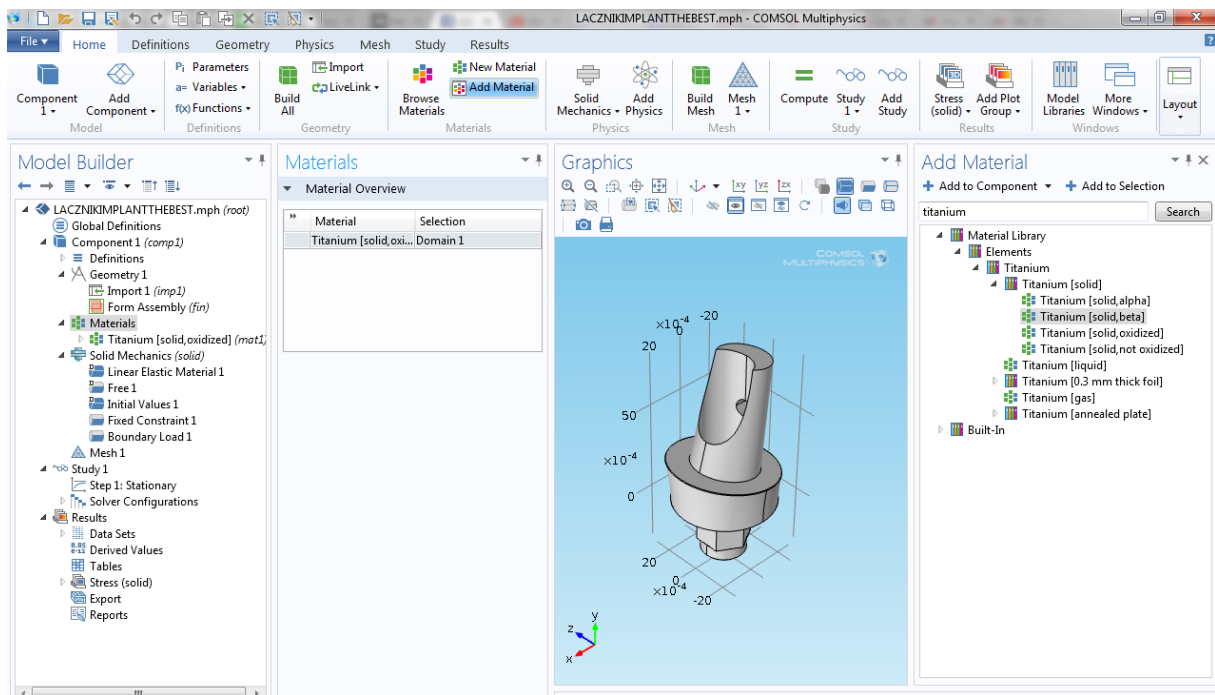 LACZNIKIMPLANTTHEBEST.mph - COMSOL Multiphysics
File Home Definitions Geometry Physics Mesh Study Results
Component 1
Add Component
Model
Pi Parameters
a= Variables
f(x) Functions
Definitions
Build All
Import
LiveLink
Geometry
Browse Materials
New Material
Add Material
Materials
Solid Mechanics
Add Physics
Physics
Build Mesh
Mesh 1
Mesh
Compute
Study 1
Add Study
Study
Stress (solid)
Add Plot Group
Results
Model Libraries
More Windows
Windows
Layout
Model Builder
LACZNIKIMPLANTTHEBEST.mph (root)
Global Definitions
Component 1 (comp1)
Definitions
Geometry 1
Import 1 (imp1)
Form Assembly (fin)
Materials
Titanium [solid,oxidized] (mat1)
Solid Mechanics (solid)
Linear Elastic Material 1
Free 1
Initial Values 1
Fixed Constraint 1
Boundary Load 1
Mesh 1
Study 1
Step 1: Stationary
Solver Configurations
Results
Data Sets
Derived Values
Tables
Stress (solid)
Export
Reports
Materials
Material Overview
Material Selection
Titanium [solid,oxi... Domain 1
Graphics
xy yz zx
COMSOL
MULTIPHYSICS
×10⁻⁴ -20
0
20
50
×10⁻⁴
0
20
0
×10⁻⁴
-20
y
z
x
Add Material
+ Add to Component + Add to Selection
titanium Search
Material Library
Elements
Titanium
Titanium [solid]
Titanium [solid,alpha]
Titanium [solid,beta]
Titanium [solid,oxidized]
Titanium [solid,not oxidized]
Titanium [liquid]
Titanium [0.3 mm thick foil]
Titanium [gas]
Titanium [annealed plate]
Built-In